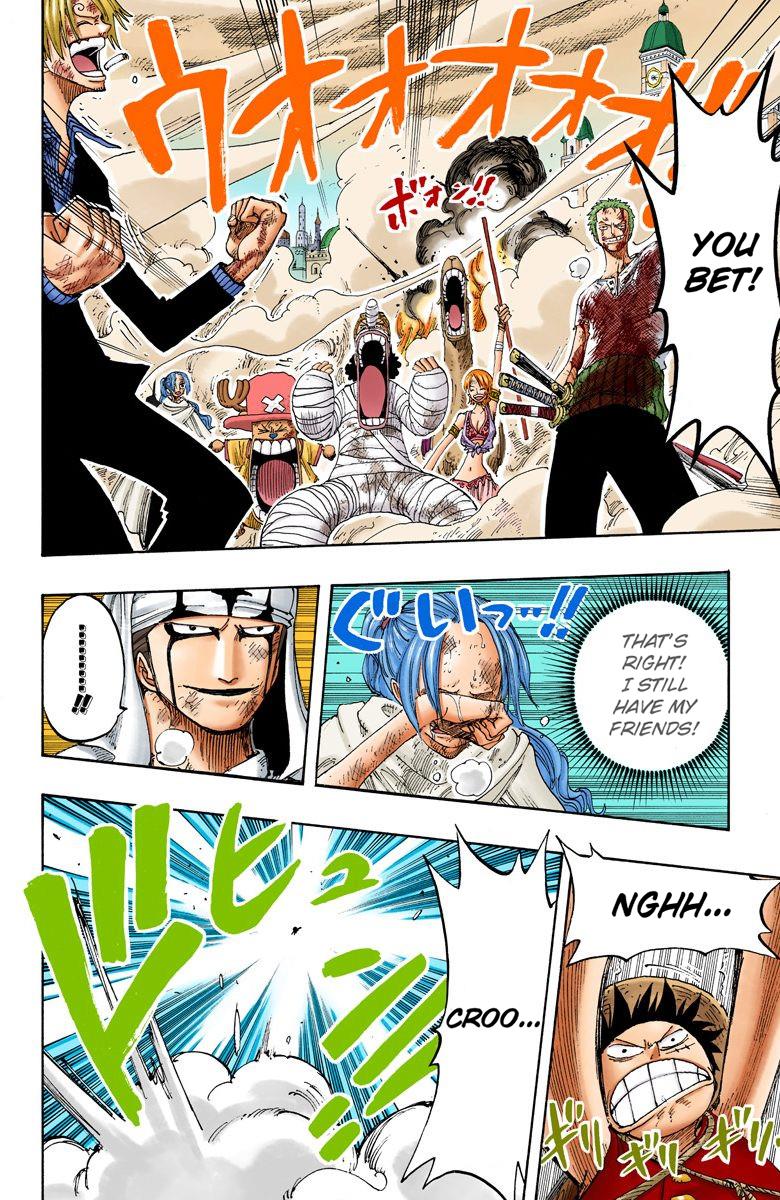 ウオオオオオ
ボォン!!
YOU
BET!
THAT'S
RIGHT!
I STILL
HAVE MY
FRIENDS!
ぐいっ…!!
.............!!
NGHH...
CROO...
ドヒュン
ギリ
ギリ
ギリ